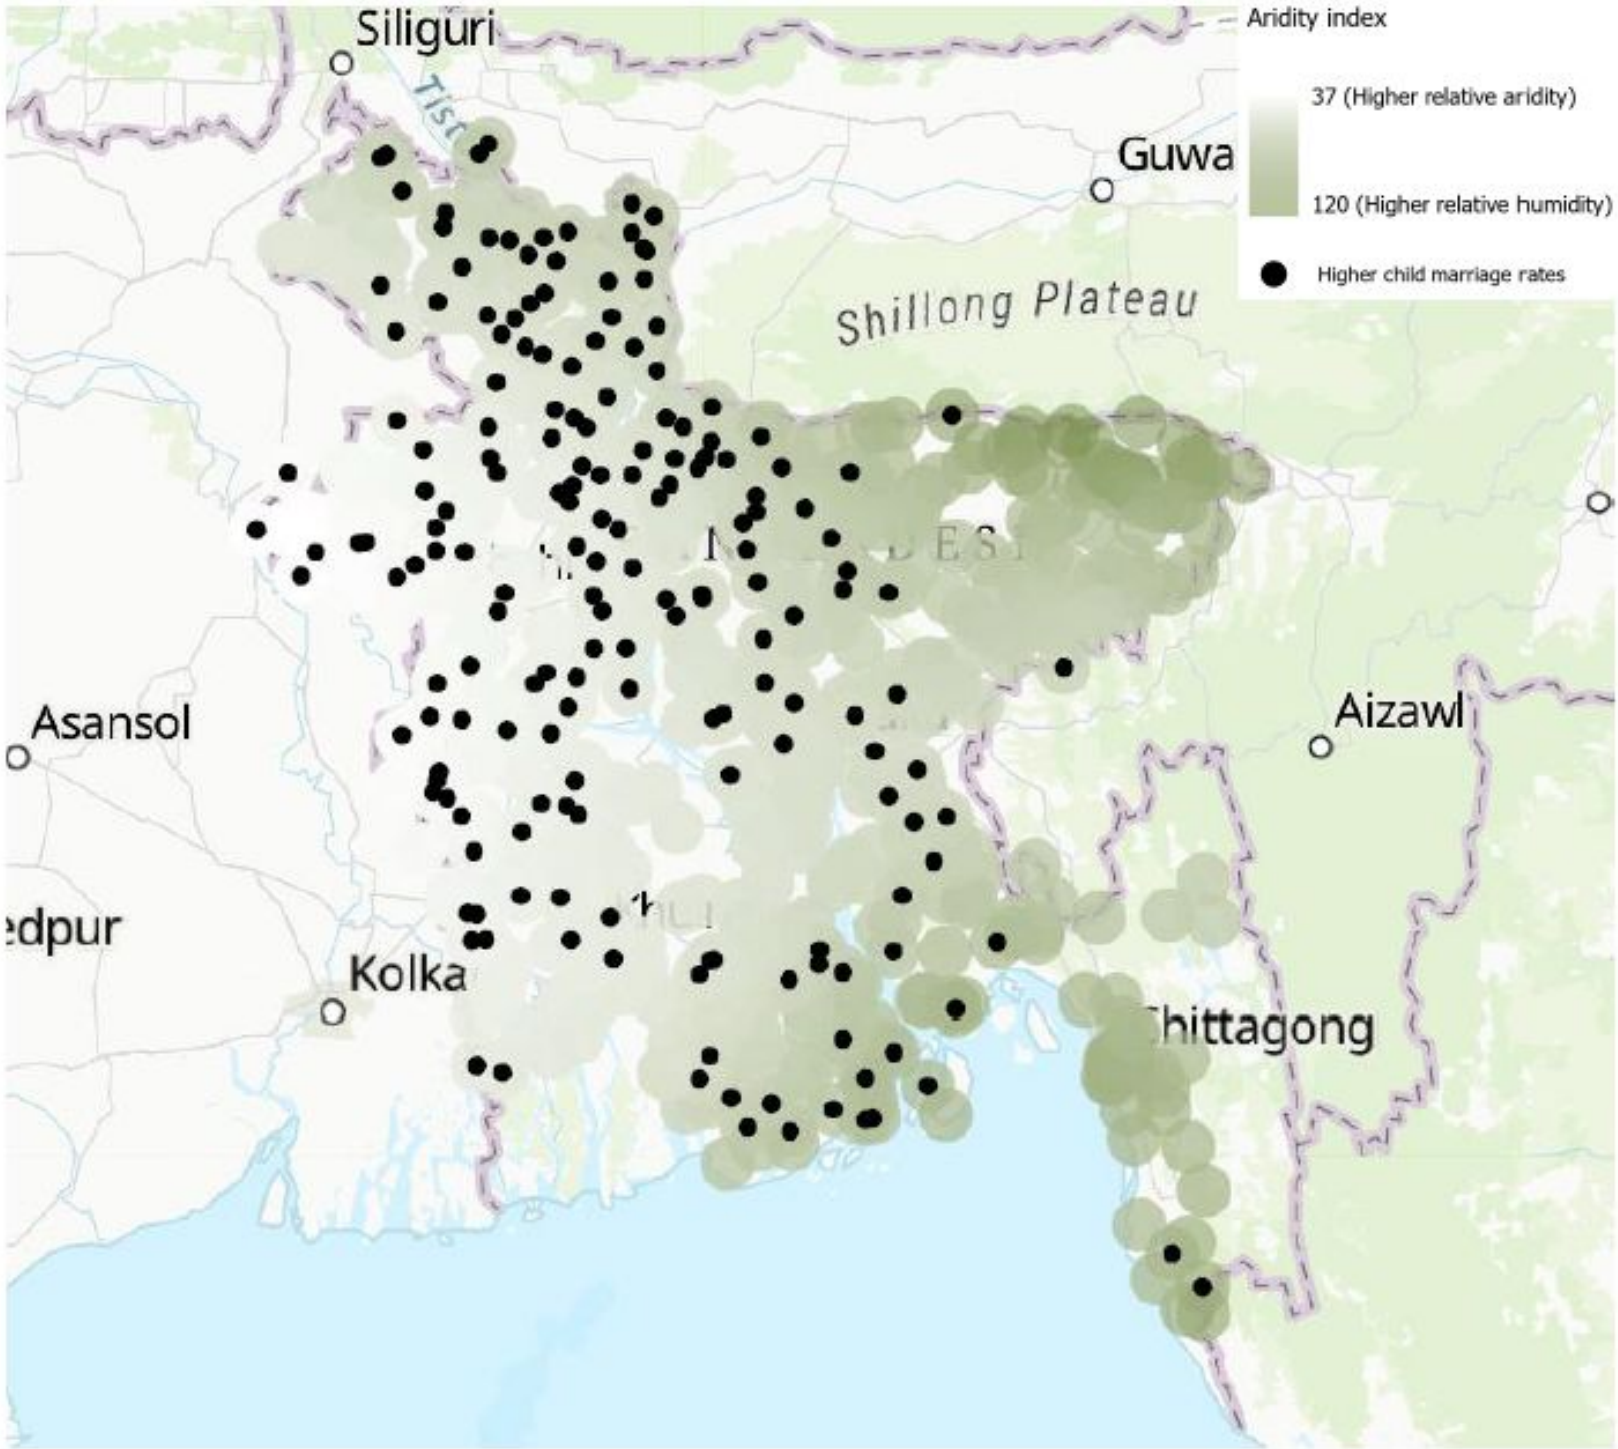 Siliguri
Aridity index
37 (Higher relative aridity)
Guwa
120 (Higher relative humidity)
Higher child marriage rates
Shillong Plateau
Asansol
Aizawl
edpur
Kolka
hittagong